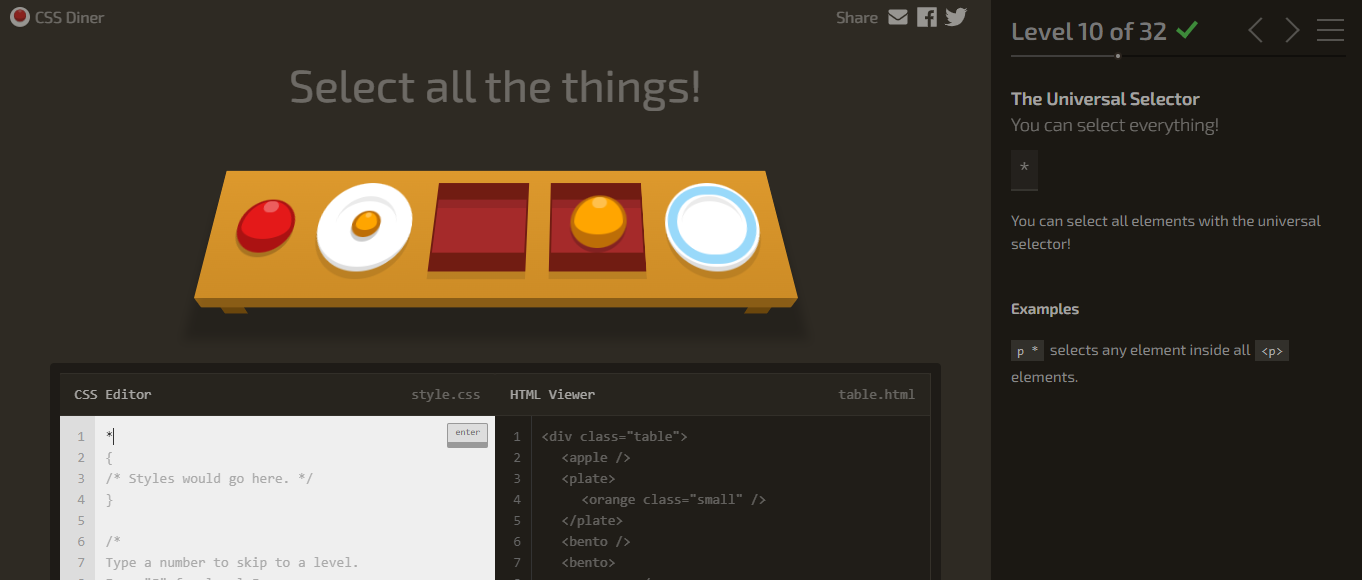 CSS Diner
Share
Select all the things!
CSS Editor style.css
1 *
enter
2 {
3 /* Styles would go here. */
4 }
5
6 /*
7 Type a number to skip to a level.
HTML Viewer table.html
1 <div class="table">
2 <apple />
3 <plate>
4 <orange class="small" />
5 </plate>
6 <bento />
7 <bento>
Level 10 of 32
The Universal Selector
You can select everything!
*
You can select all elements with the universal
selector!
Examples
p * selects any element inside all <p>
elements.